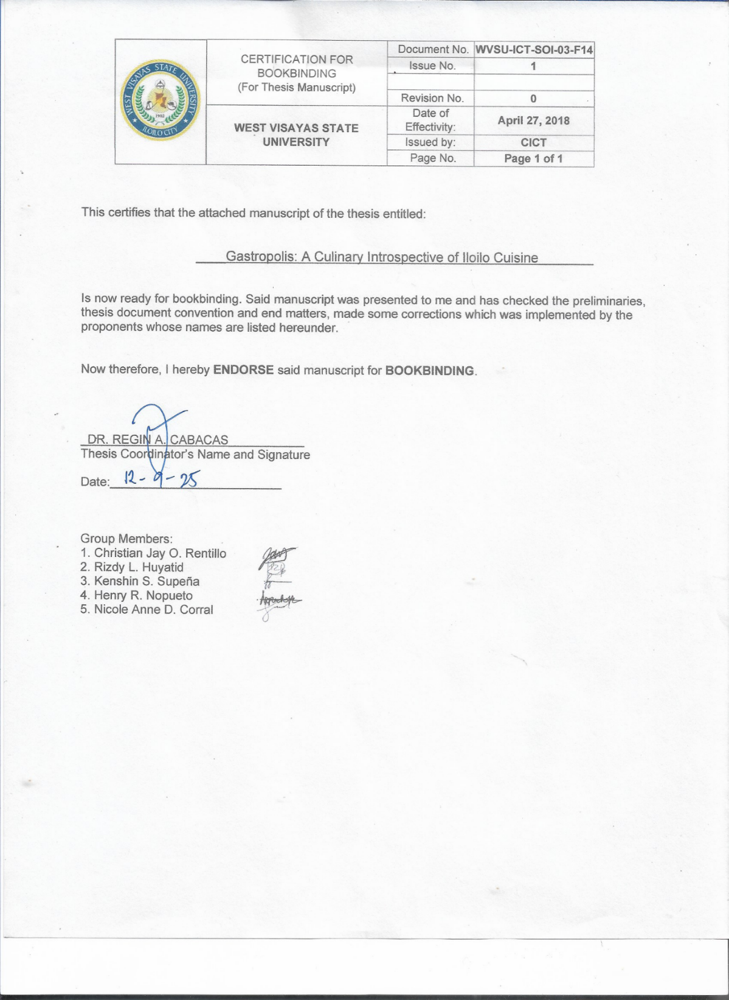 WEST VISAYAS STATE UNIVERSITY
1902
ILOILO CITY
CERTIFICATION FOR
BOOKBINDING
(For Thesis Manuscript)
WEST VISAYAS STATE
UNIVERSITY
Document No. WVSU-ICT-SOI-03-F14
Issue No. 1
Revision No. 0
Date of
Effectivity: April 27, 2018
Issued by: CICT
Page No. Page 1 of 1
This certifies that the attached manuscript of the thesis entitled:
Gastropolis: A Culinary Introspective of Iloilo Cuisine
Is now ready for bookbinding. Said manuscript was presented to me and has checked the preliminaries,
thesis document convention and end matters, made some corrections which was implemented by the
proponents whose names are listed hereunder.
Now therefore, I hereby ENDORSE said manuscript for BOOKBINDING.
DR. REGIN A. CABACAS
Thesis Coordinator's Name and Signature
Date: 12-9-25
Group Members:
1. Christian Jay O. Rentillo
2. Rizdy L. Huyatid
3. Kenshin S. Supeña
4. Henry R. Nopueto
5. Nicole Anne D. Corral